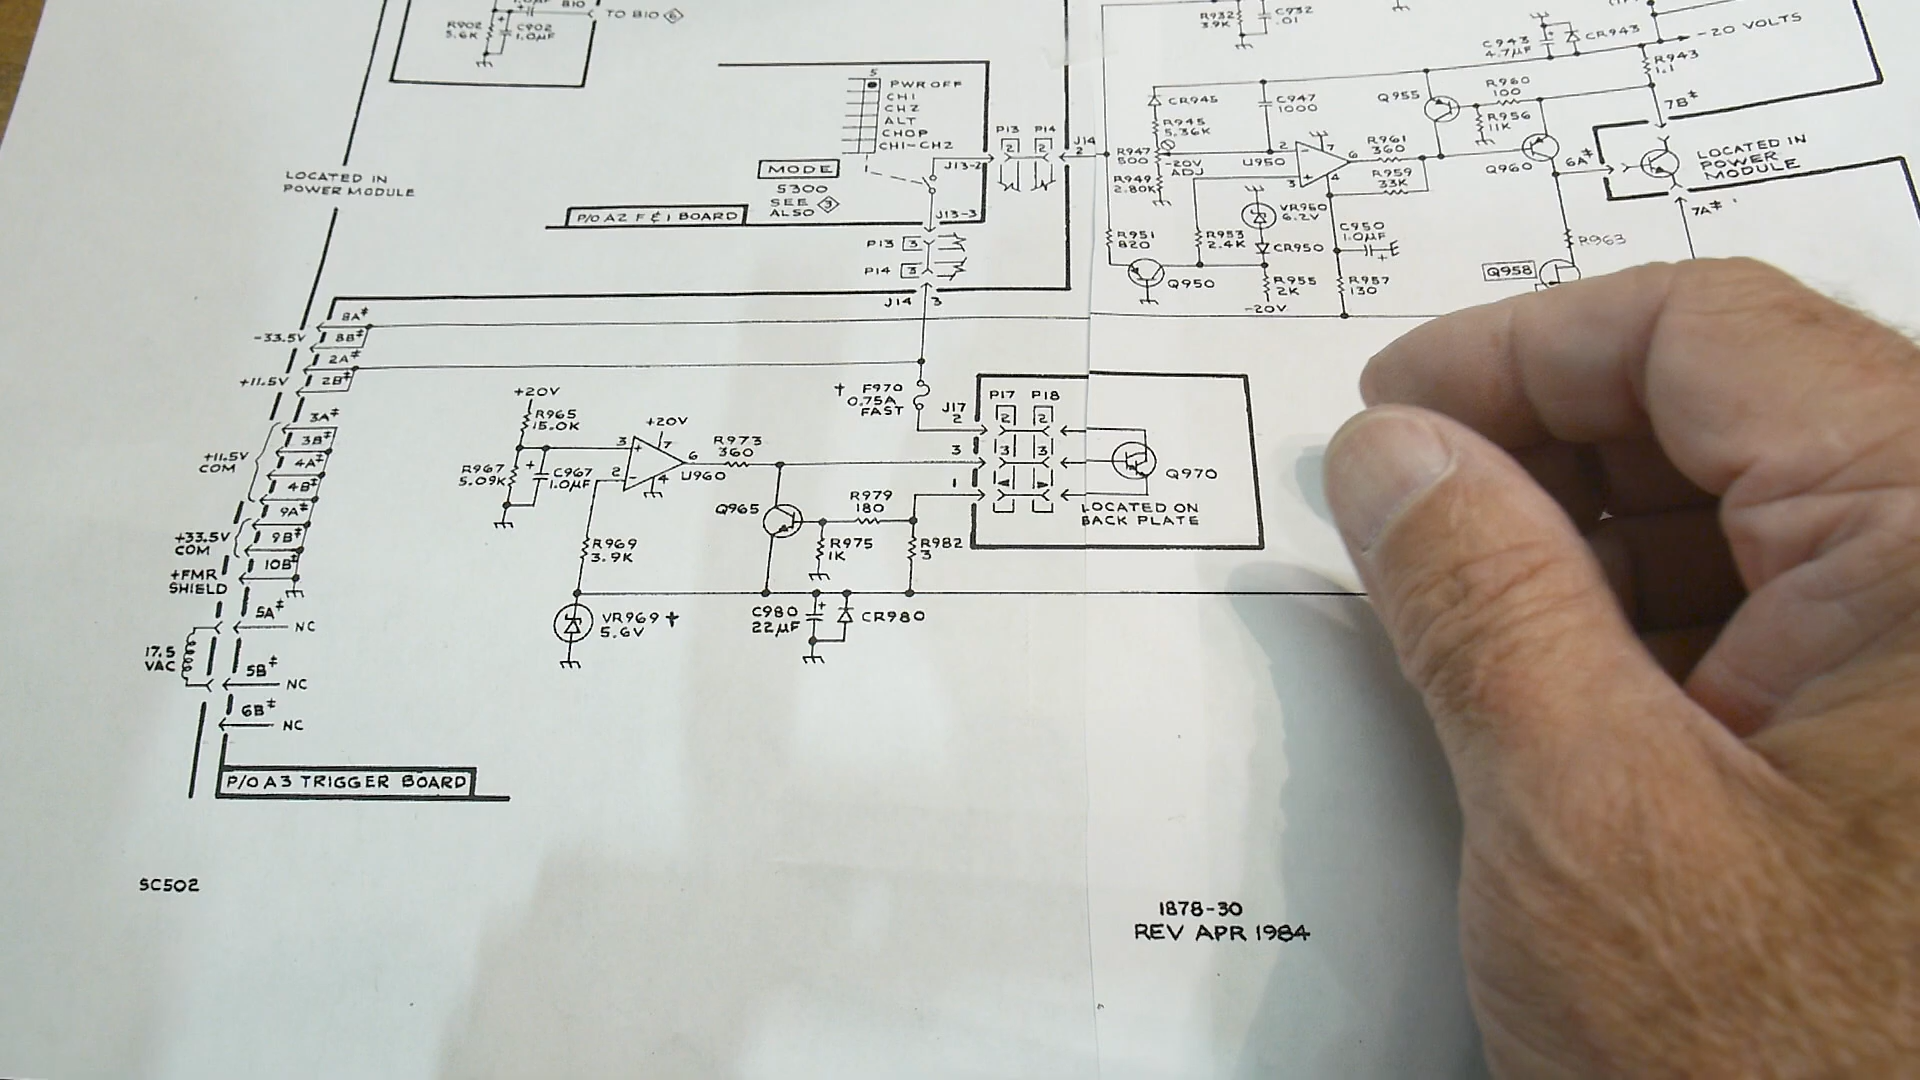 B10
TO B10 6
R902
5.6K
C902
1.0µF
R932
3.9K
C932
.01
C943
4.7µF
CR943
-20 VOLTS
R943
1.1
5
PWR OFF
CH1
CH2
ALT
CHOP
CH1-CH2
MODE
S300
SEE
ALSO 3
P/O A2 F & I BOARD
J13-2
J13-3
P13
2
P14
2
J14
2
P13 3
P14 3
J14 3
CR945
R945
5.36K
C947
1000
R947
500
-20V
ADJ
R949
2.80K
U950
2
3
7
6
4
R961
360
R959
33K
Q955
R960
100
R956
11K
Q960
7B‡
6A‡
LOCATED IN
POWER
MODULE
7A‡
R951
820
R953
2.4K
VR950
6.2V
CR950
C950
1.0µF
Q950
R955
2K
-20V
R957
130
R963
Q958
LOCATED IN
POWER MODULE
8A‡
-33.5V
8B‡
2A‡
+11.5V
2B‡
3A‡
3B‡
+11.5V
COM
4A‡
4B‡
9A‡
+33.5V
COM
9B‡
10B‡
+FMR
SHIELD
5A‡
NC
17.5
VAC
5B‡
NC
6B‡
NC
P/O A3 TRIGGER BOARD
+20V
R965
15.0K
R967
5.09K
C967
1.0µF
+20V
3
2
7
6
4
U960
R973
360
R969
3.9K
VR969 †
5.6V
Q965
R979
180
R975
1K
R982
3
C980
22µF
CR980
† F970
0.75A
FAST
J17
2
3
1
P17
2
3
P18
2
3
Q970
LOCATED ON
BACK PLATE
SC502
1878-30
REV APR 1984